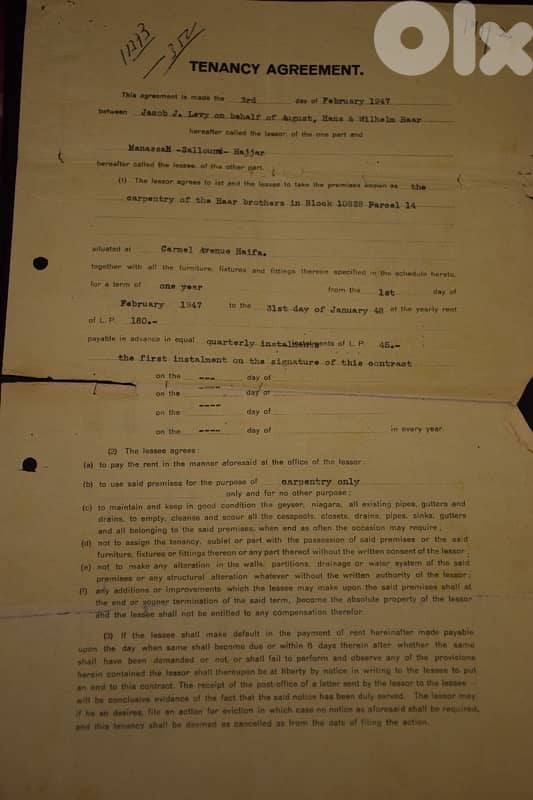 olx
TENANCY AGREEMENT.
This agreement is made the 3rd day of February 1947
between Jacob J. Levy on behalf of August, Hans & Wilhelm Haar
hereafter called the lessor, of the one part and
Manassah -Salloumé- Hajjar
hereafter called the lessee, of the other part.
(1) The lessor agrees to let and the lessee to take the premises known as the
carpentry of the Haar brothers in Block 10828 Parcel 14
situated at Carmel Avenue Haifa.
together with all the furniture, fixtures and fittings therein specified in the schedule hereto,
for a term of one year from the 1st day of
February 1947 to the 31st day of January 48 at the yearly rent
of L.P. 180.-
payable in advance in equal quarterly instalments of L.P. 45.-
the first instalment on the signature of this contract
on the --- day of
on the ---- day of
on the ---- day of
on the ---- day of in every year.
(2) The lessee agrees:
(a) to pay the rent in the manner aforesaid at the office of the lessor:
(b) to use said premises for the purpose of carpentry only
only and for no other purpose;
(c) to maintain and keep in good condition the geyser, niagara, all existing pipes, gutters and
drains, to empty, cleanse and scour all the cesspools, closets, drains, pipes, sinks, gutters
and all belonging to the said premises, when end as often the occasion may require;
(d) not to assign the tenancy, sublet or part with the possession of said premises or the said
furniture, fixtures or fittings thereon or any part thereof without the written consent of the lessor;
(e) not to make any alteration in the walls, partitions, drainage or water system of the said
premises or any structural alteration whatever without the written authority of the lessor;
(f) any additions or improvements which the lessee may make upon the said premises shall at
the end or sooner termination of the said term, become the absolute property of the lessor
and the lessee shall not be entitled to any compensation therefor.
(3) If the lessee shall make default in the payment of rent hereinafter made payable
upon the day when same shall become due or within 8 days therein after whether the same
shall have been demanded or not, or shall fail to perform and observe any of the provisions
herein contained the lessor shall thereupon be at liberty by notice in writing to the lessee to put
an end to this contract. The receipt of the post-office of a letter sent by the lessor to the lessee
will be conclusive evidence of the fact that the said notice has been duly served. The lessor may
if he so desires, file an action for eviction in which case no notice as aforesaid shall be required,
and this tenancy shall be deemed as cancelled as from the date of filing the action.